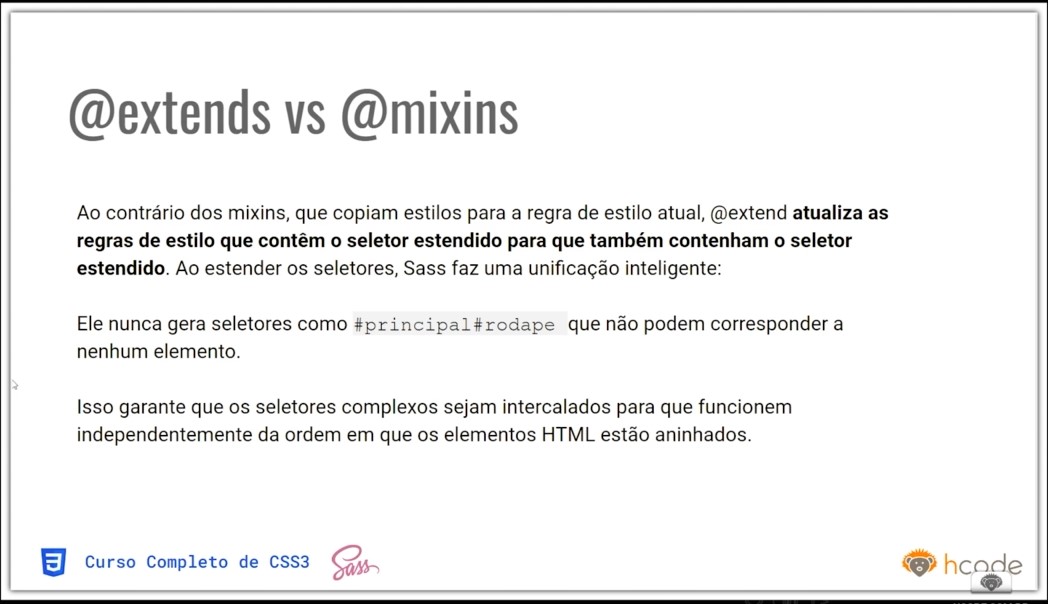 @extends vs @mixins
Ao contrário dos mixins, que copiam estilos para a regra de estilo atual, @extend atualiza as
regras de estilo que contêm o seletor estendido para que também contenham o seletor
estendido. Ao estender os seletores, Sass faz uma unificação inteligente:
Ele nunca gera seletores como #principal#rodape que não podem corresponder a
nenhum elemento.
Isso garante que os seletores complexos sejam intercalados para que funcionem
independentemente da ordem em que os elementos HTML estão aninhados.
Curso Completo de CSS3
Sass
hcode